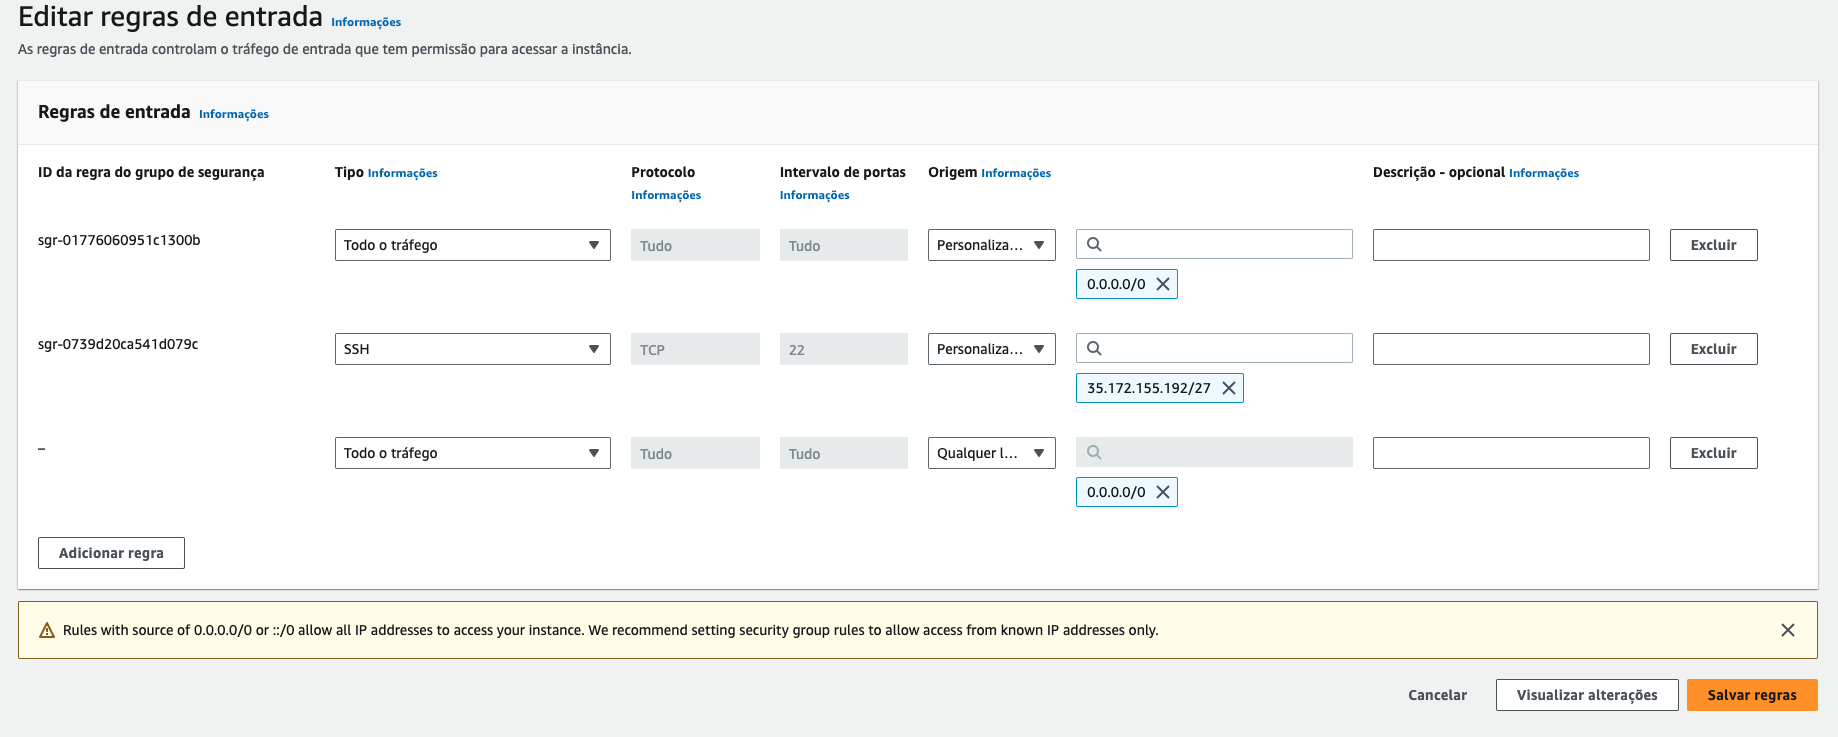 Editar regras de entrada Informações
As regras de entrada controlam o tráfego de entrada que tem permissão para acessar a instância.
Regras de entrada Informações
ID da regra do grupo de segurança Tipo Informações Protocolo Informações Intervalo de portas Informações Origem Informações Descrição - opcional Informações
sgr-01776060951c1300b Todo o tráfego Tudo Tudo Personaliza... Excluir
0.0.0.0/0
sgr-0739d20ca541d079c SSH TCP 22 Personaliza... Excluir
35.172.155.192/27
– Todo o tráfego Tudo Tudo Qualquer l... Excluir
0.0.0.0/0
Adicionar regra
Rules with source of 0.0.0.0/0 or ::/0 allow all IP addresses to access your instance. We recommend setting security group rules to allow access from known IP addresses only.
Cancelar Visualizar alterações Salvar regras